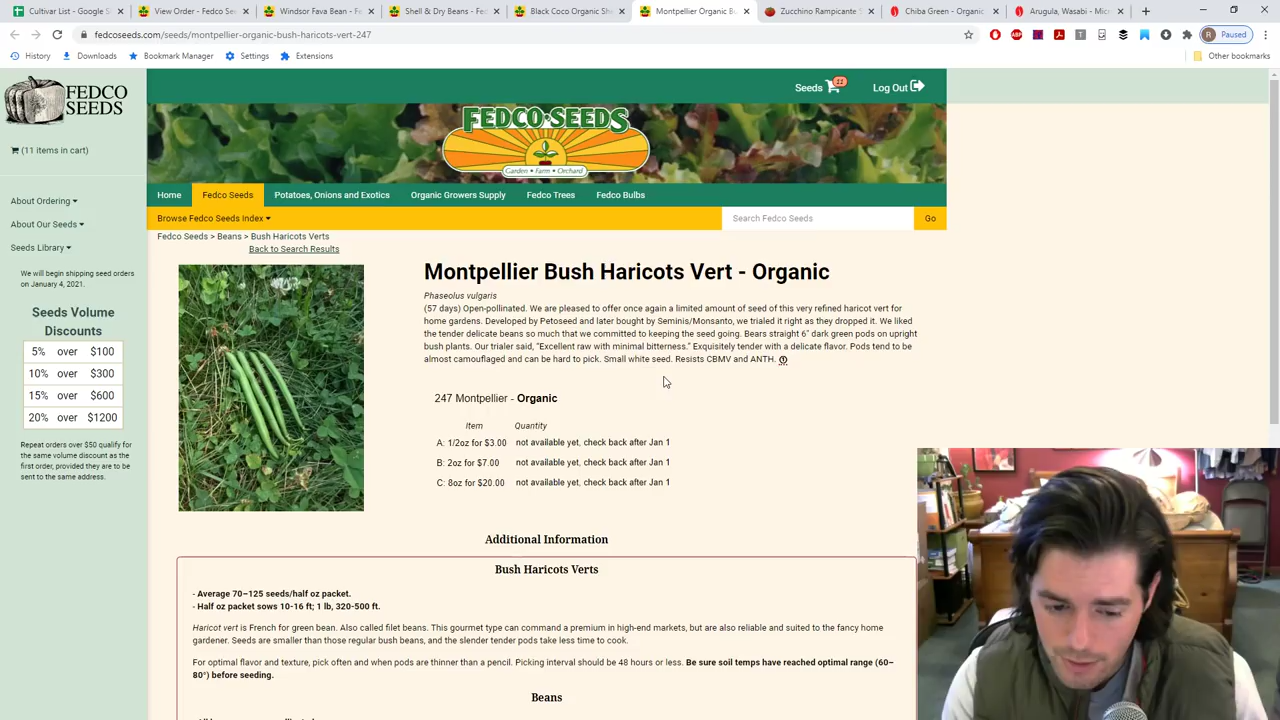 Cultivar List - Google S
View Order - Fedco Seed
Windsor Fava Bean - Fe
Shell & Dry Beans - Fed
Black Coco Organic She
Montpellier Organic Bu
Zucchino Rampicante S
Chiba Green - Organic
Arugula, Wasabi - Micr
fedcoseeds.com/seeds/montpellier-organic-bush-haricots-vert-247
Paused
History
Downloads
Bookmark Manager
Settings
Extensions
Other bookmarks
FEDCO
SEEDS
(11 items in cart)
About Ordering
About Our Seeds
Seeds Library
We will begin shipping seed orders
on January 4, 2021.
Seeds Volume
Discounts
5% over $100
10% over $300
15% over $600
20% over $1200
Repeat orders over $50 qualify for
the same volume discount as the
first order, provided they are to be
sent to the same address.
Seeds 11
Log Out
FEDCO SEEDS
Garden • Farm • Orchard
Home
Fedco Seeds
Potatoes, Onions and Exotics
Organic Growers Supply
Fedco Trees
Fedco Bulbs
Browse Fedco Seeds Index
Search Fedco Seeds
Go
Fedco Seeds > Beans > Bush Haricots Verts
Back to Search Results
Montpellier Bush Haricots Vert - Organic
Phaseolus vulgaris
(57 days) Open-pollinated. We are pleased to offer once again a limited amount of seed of this very refined haricot vert for
home gardens. Developed by Petoseed and later bought by Seminis/Monsanto, we trialed it right as they dropped it. We liked
the tender delicate beans so much that we committed to keeping the seed going. Bears straight 6" dark green pods on upright
bush plants. Our trialer said, “Excellent raw with minimal bitterness.” Exquisitely tender with a delicate flavor. Pods tend to be
almost camouflaged and can be hard to pick. Small white seed. Resists CBMV and ANTH.
247 Montpellier - Organic
Item Quantity
A: 1/2oz for $3.00 not available yet, check back after Jan 1
B: 2oz for $7.00 not available yet, check back after Jan 1
C: 8oz for $20.00 not available yet, check back after Jan 1
Additional Information
Bush Haricots Verts
- Average 70–125 seeds/half oz packet.
- Half oz packet sows 10-16 ft; 1 lb, 320-500 ft.
Haricot vert is French for green bean. Also called filet beans. This gourmet type can command a premium in high-end markets, but are also reliable and suited to the fancy home
gardener. Seeds are smaller than those regular bush beans, and the slender tender pods take less time to cook.
For optimal flavor and texture, pick often and when pods are thinner than a pencil. Picking interval should be 48 hours or less. Be sure soil temps have reached optimal range (60–
80°) before seeding.
Beans